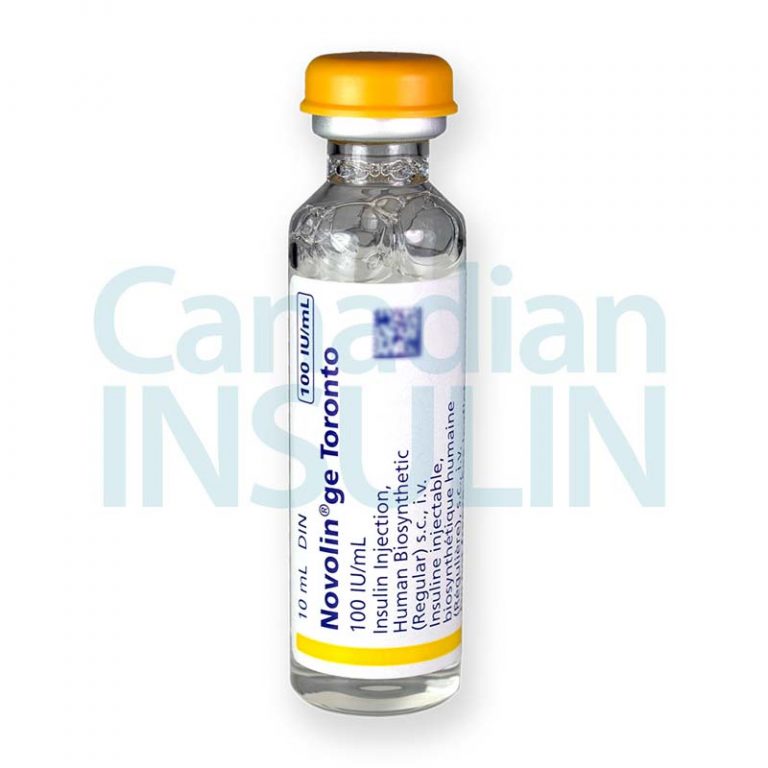 Canadian
INSULIN
100 IU/mL
10 mL DIN
Novolin®ge Toronto
100 IU/mL
Insulin Injection,
Human Biosynthetic
(Regular) s.c., i.v.
Insuline injectable,
biosynthétique humaine
(Régulière), s.c., i.v.